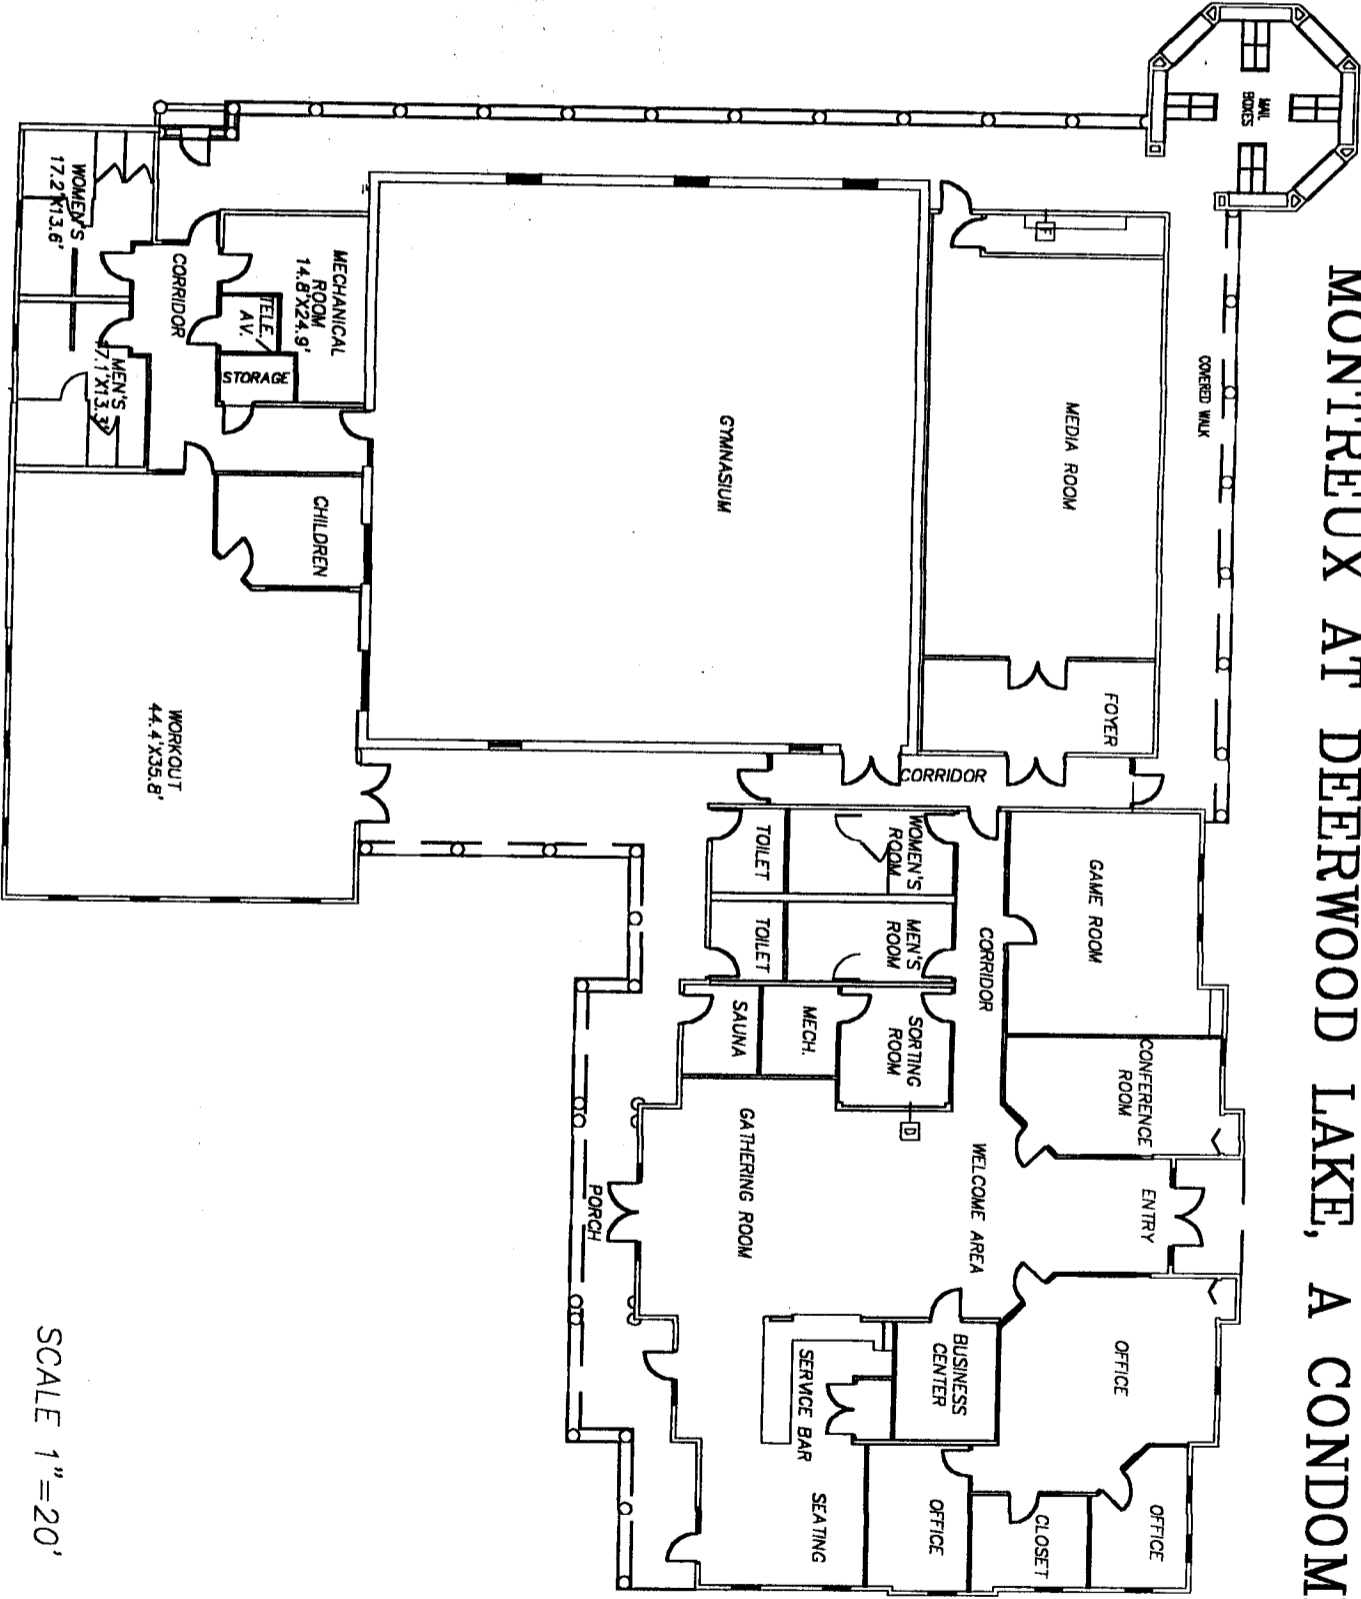 MONTREUX AT DEERWOOD LAKE, A CONDOM
MAIL
BOXES
COVERED WALK
F
MEDIA ROOM
FOYER
GYMNASIUM
MECHANICAL
ROOM
14.8'X24.9'
TELE.
AV.
STORAGE
CORRIDOR
WOMEN'S
17.2'X13.6'
MEN'S
17.1'X13.3'
CHILDREN
WORKOUT
44.4'X35.8'
CORRIDOR
GAME ROOM
CONFERENCE
ROOM
ENTRY
OFFICE
OFFICE
CORRIDOR
WOMEN'S
ROOM
TOILET
MEN'S
ROOM
TOILET
SORTING
ROOM
MECH.
SAUNA
D
WELCOME AREA
GATHERING ROOM
PORCH
BUSINESS
CENTER
SERVICE BAR
SEATING
OFFICE
CLOSET
SCALE 1"=20'